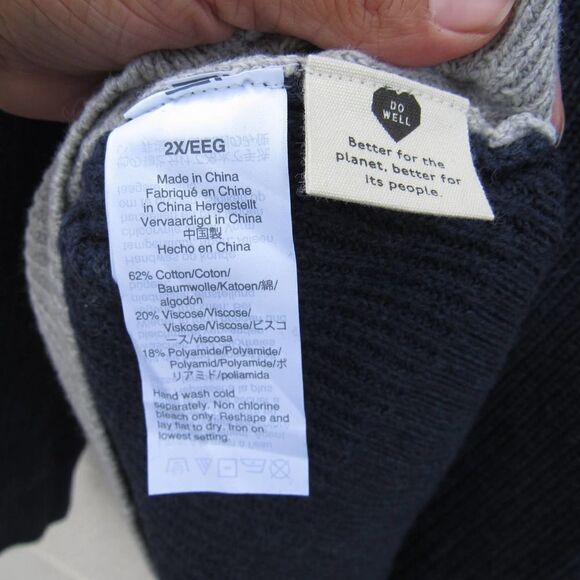 2X/EEG
Made in China
Fabriqué en Chine
in China Hergestellt
Vervaardigd in China
中国製
Hecho en China
62% Cotton/Coton/
Baumwolle/Katoen/綿/
algodón
20% Viscose/Viscose/
Viskose/Viscose/ビスコ
ース/viscosa
18% Polyamide/Polyamide/
Polyamid/Polyamide/ポ
リアミド/poliamida
Hand wash cold
separately. Non chlorine
bleach only. Reshape and
lay flat to dry. Iron on
lowest setting.
DO
WELL
Better for the
planet, better for
its people.